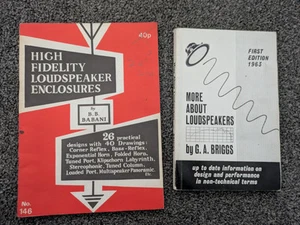 40p
HIGH
FIDELITY
LOUDSPEAKER
ENCLOSURES
By
B. B.
BABANI
26 practical
designs with 40 Drawings:
Corner Reflex, Bass-Reflex,
Exponential Horn, Folded Horn,
Tuned Port, Klipschorn Labyrinth,
Stereophonic, Tuned Column,
Loaded Port, Multispeaker Panoramic
Etc.
No.
146
FIRST
EDITION
1963
MORE
ABOUT
LOUDSPEAKERS
by G. A. BRIGGS
up to date information on
design and performance
in non-technical terms